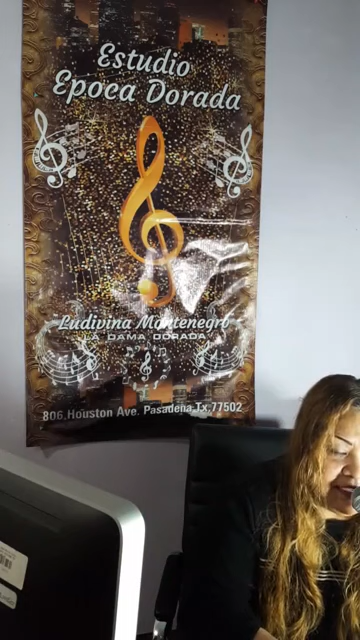 Estudio
Epoca Dorada
Ludivina Montenegro
LA DAMA DORADA
806, Houston Ave. Pasadena Tx, 77502